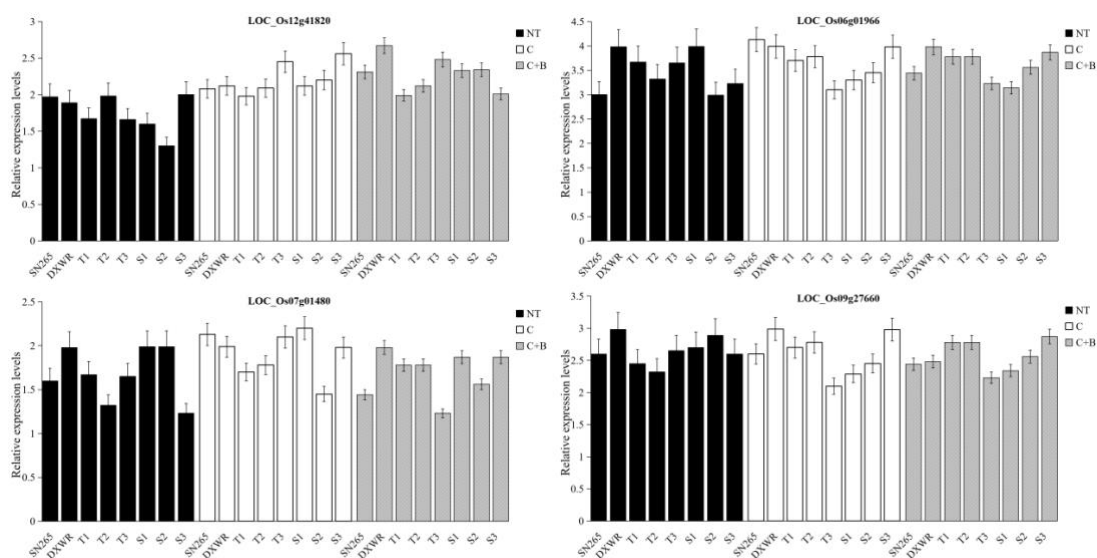 LOC_Os12g41820
Relative expression levels
3
2.5
2
1.5
1
0.5
0
SN265 DXWR T1 T2 T3 S1 S2 S3 SN265 DXWR T1 T2 T3 S1 S2 S3 SN265 DXWR T1 T2 T3 S1 S2 S3
NT
C
C+B
LOC_Os06g01966
Relative expression levels
4.5
4
3.5
3
2.5
2
1.5
1
0.5
0
SN265 DXWR T1 T2 T3 S1 S2 S3 SN265 DXWR T1 T2 T3 S1 S2 S3 SN265 DXWR T1 T2 T3 S1 S2 S3
NT
C
C+B
LOC_Os07g01480
Relative expression levels
2.5
2
1.5
1
0.5
0
SN265 DXWR T1 T2 T3 S1 S2 S3 SN265 DXWR T1 T2 T3 S1 S2 S3 SN265 DXWR T1 T2 T3 S1 S2 S3
NT
C
C+B
LOC_Os09g27660
Relative expression levels
3.5
3
2.5
2
1.5
1
0.5
0
SN265 DXWR T1 T2 T3 S1 S2 S3 SN265 DXWR T1 T2 T3 S1 S2 S3 SN265 DXWR T1 T2 T3 S1 S2 S3
NT
C
C+B